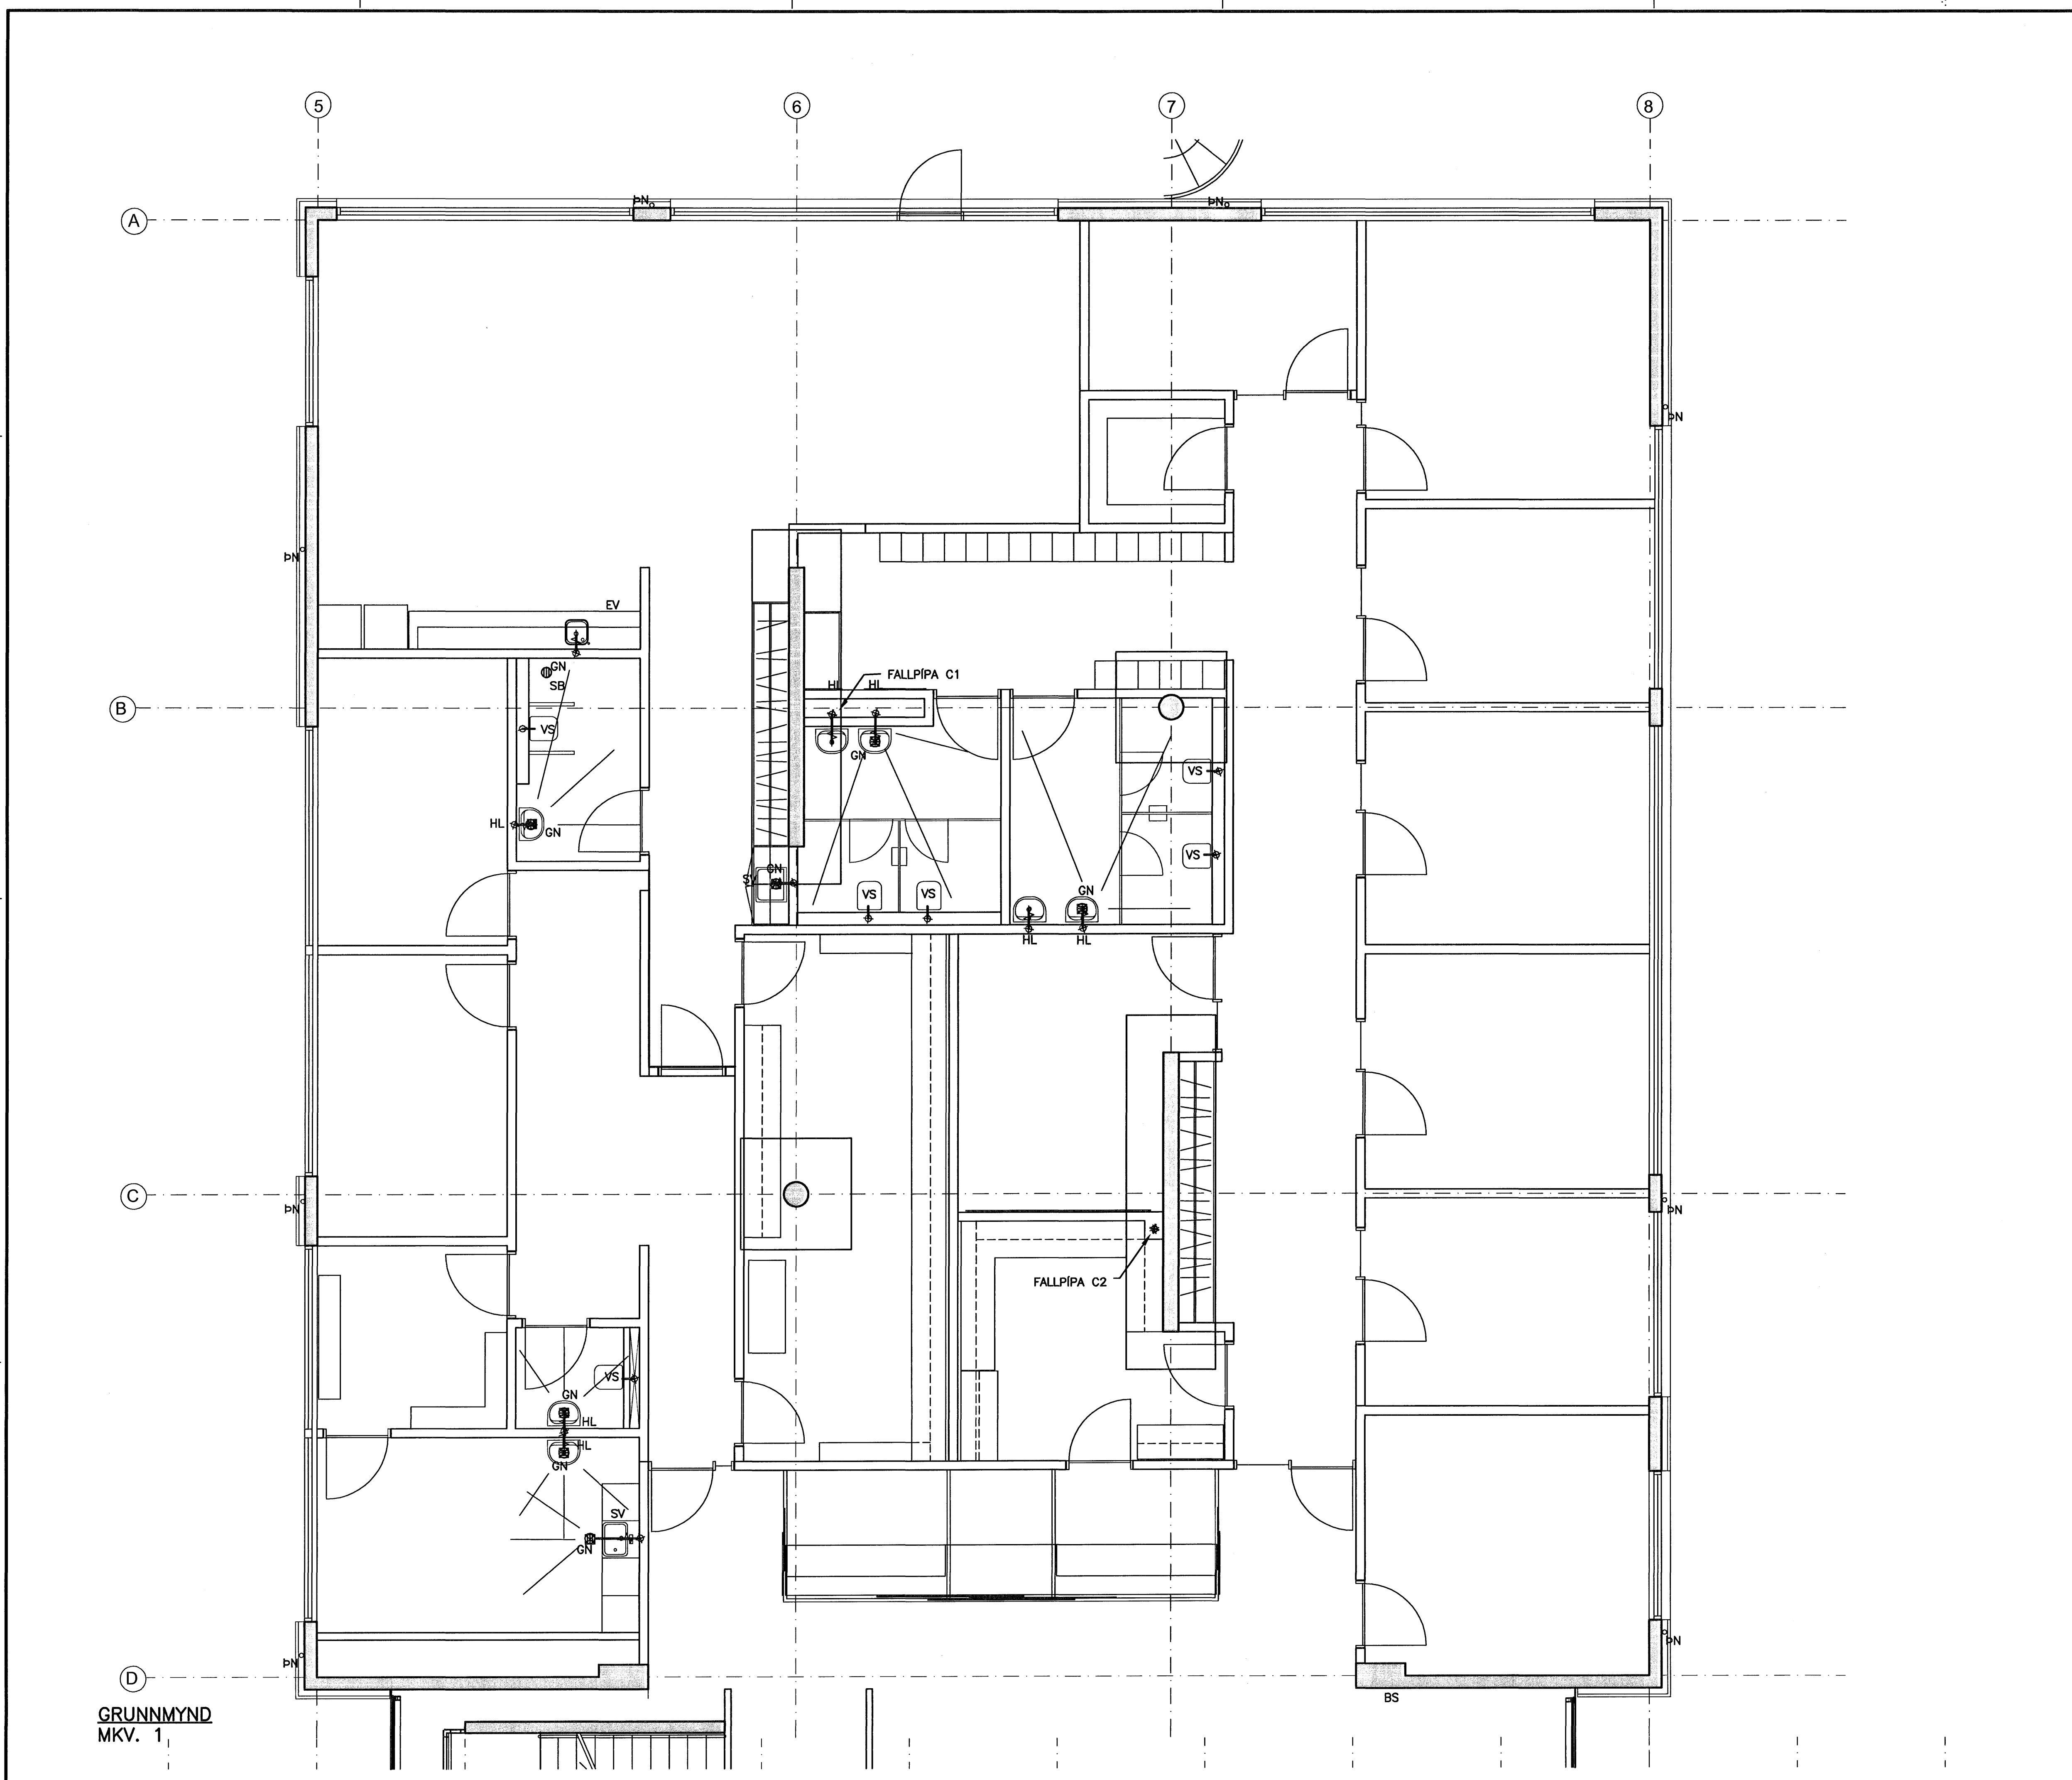 5
6
7
8
A
ÞN
ÞN
ÞN
ÞN
EV
GN
SB
FALLPÍPA C1
HL
HL
B
VS
GN
VS
HL
GN
VS
GN
SV
VS
VS
GN
HL
HL
C
ÞN
ÞN
FALLPÍPA C2
VS
GN
HL
HL
GN
SV
GN
ÞN
ÞN
D
BS
GRUNNMYND
MKV. 1